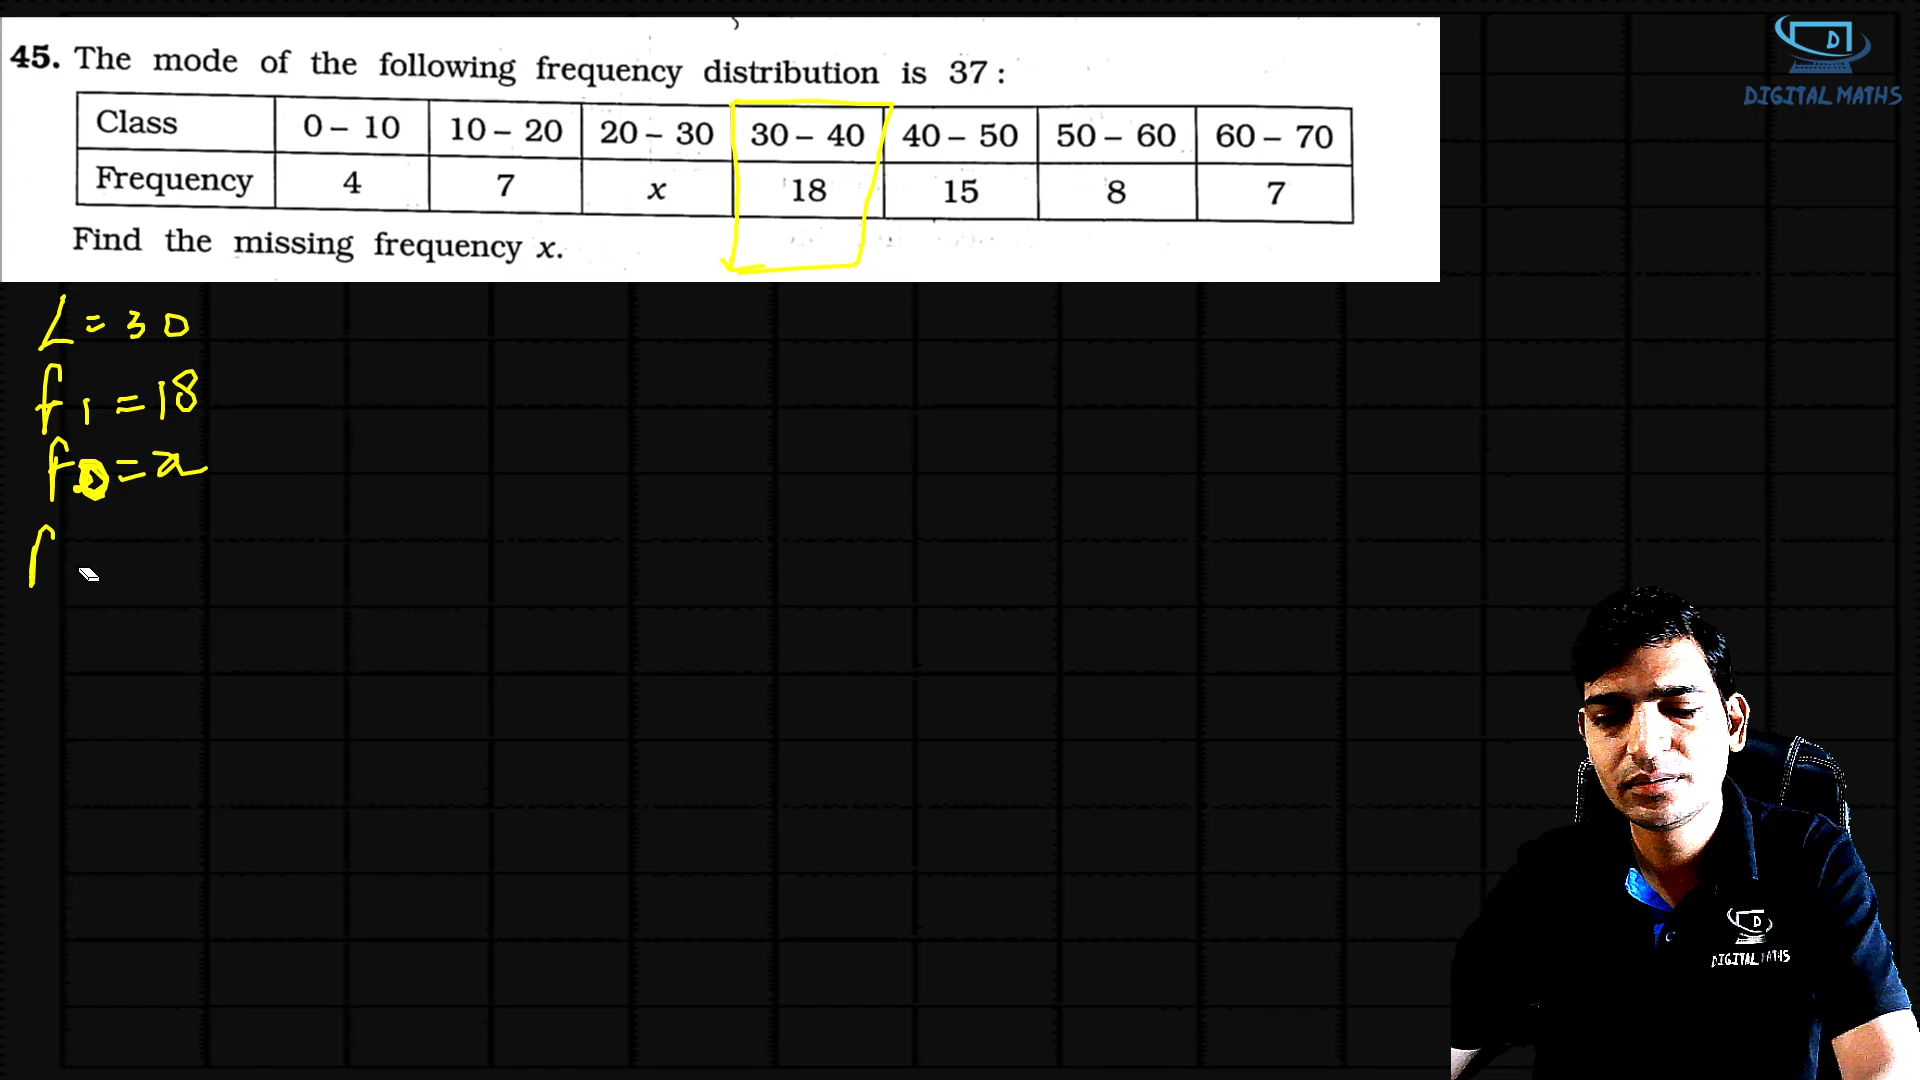 45. The mode of the following frequency distribution is 37 :
Class 0 – 10 10 – 20 20 – 30 30 – 40 40 – 50 50 – 60 60 – 70
Frequency 4 7 x 18 15 8 7
Find the missing frequency x.
L = 30
f1 = 18
f0 = x
f
D
DIGITAL MATHS
D
DIGITAL MATHS